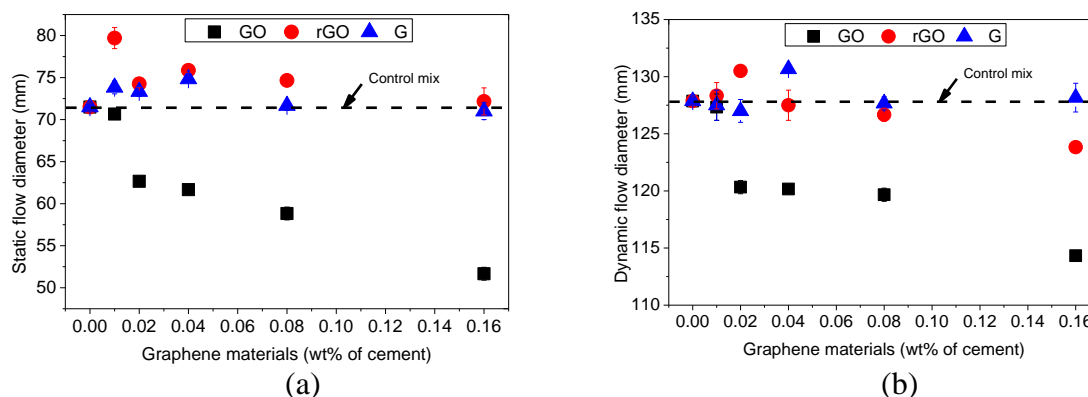 GO rGO G
Control mix
80
75
70
65
60
55
50
Static flow diameter (mm)
0.00 0.02 0.04 0.06 0.08 0.10 0.12 0.14 0.16
Graphene materials (wt% of cement)
(a)
GO rGO G
Control mix
135
130
125
120
115
110
Dynamic flow diameter (mm)
0.00 0.02 0.04 0.06 0.08 0.10 0.12 0.14 0.16
Graphene materials (wt% of cement)
(b)